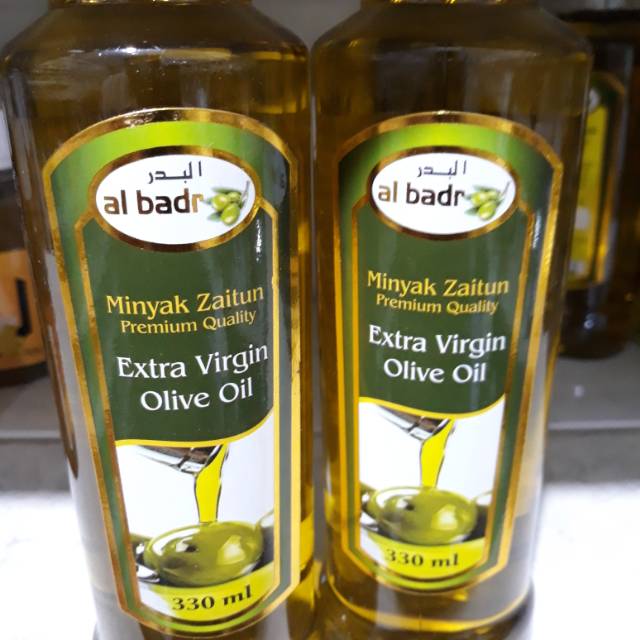 البدر
al badr
Minyak Zaitun
Premium Quality
Extra Virgin
Olive Oil
330 ml
البدر
al badr
Minyak Zaitun
Premium Quality
Extra Virgin
Olive Oil
330 ml